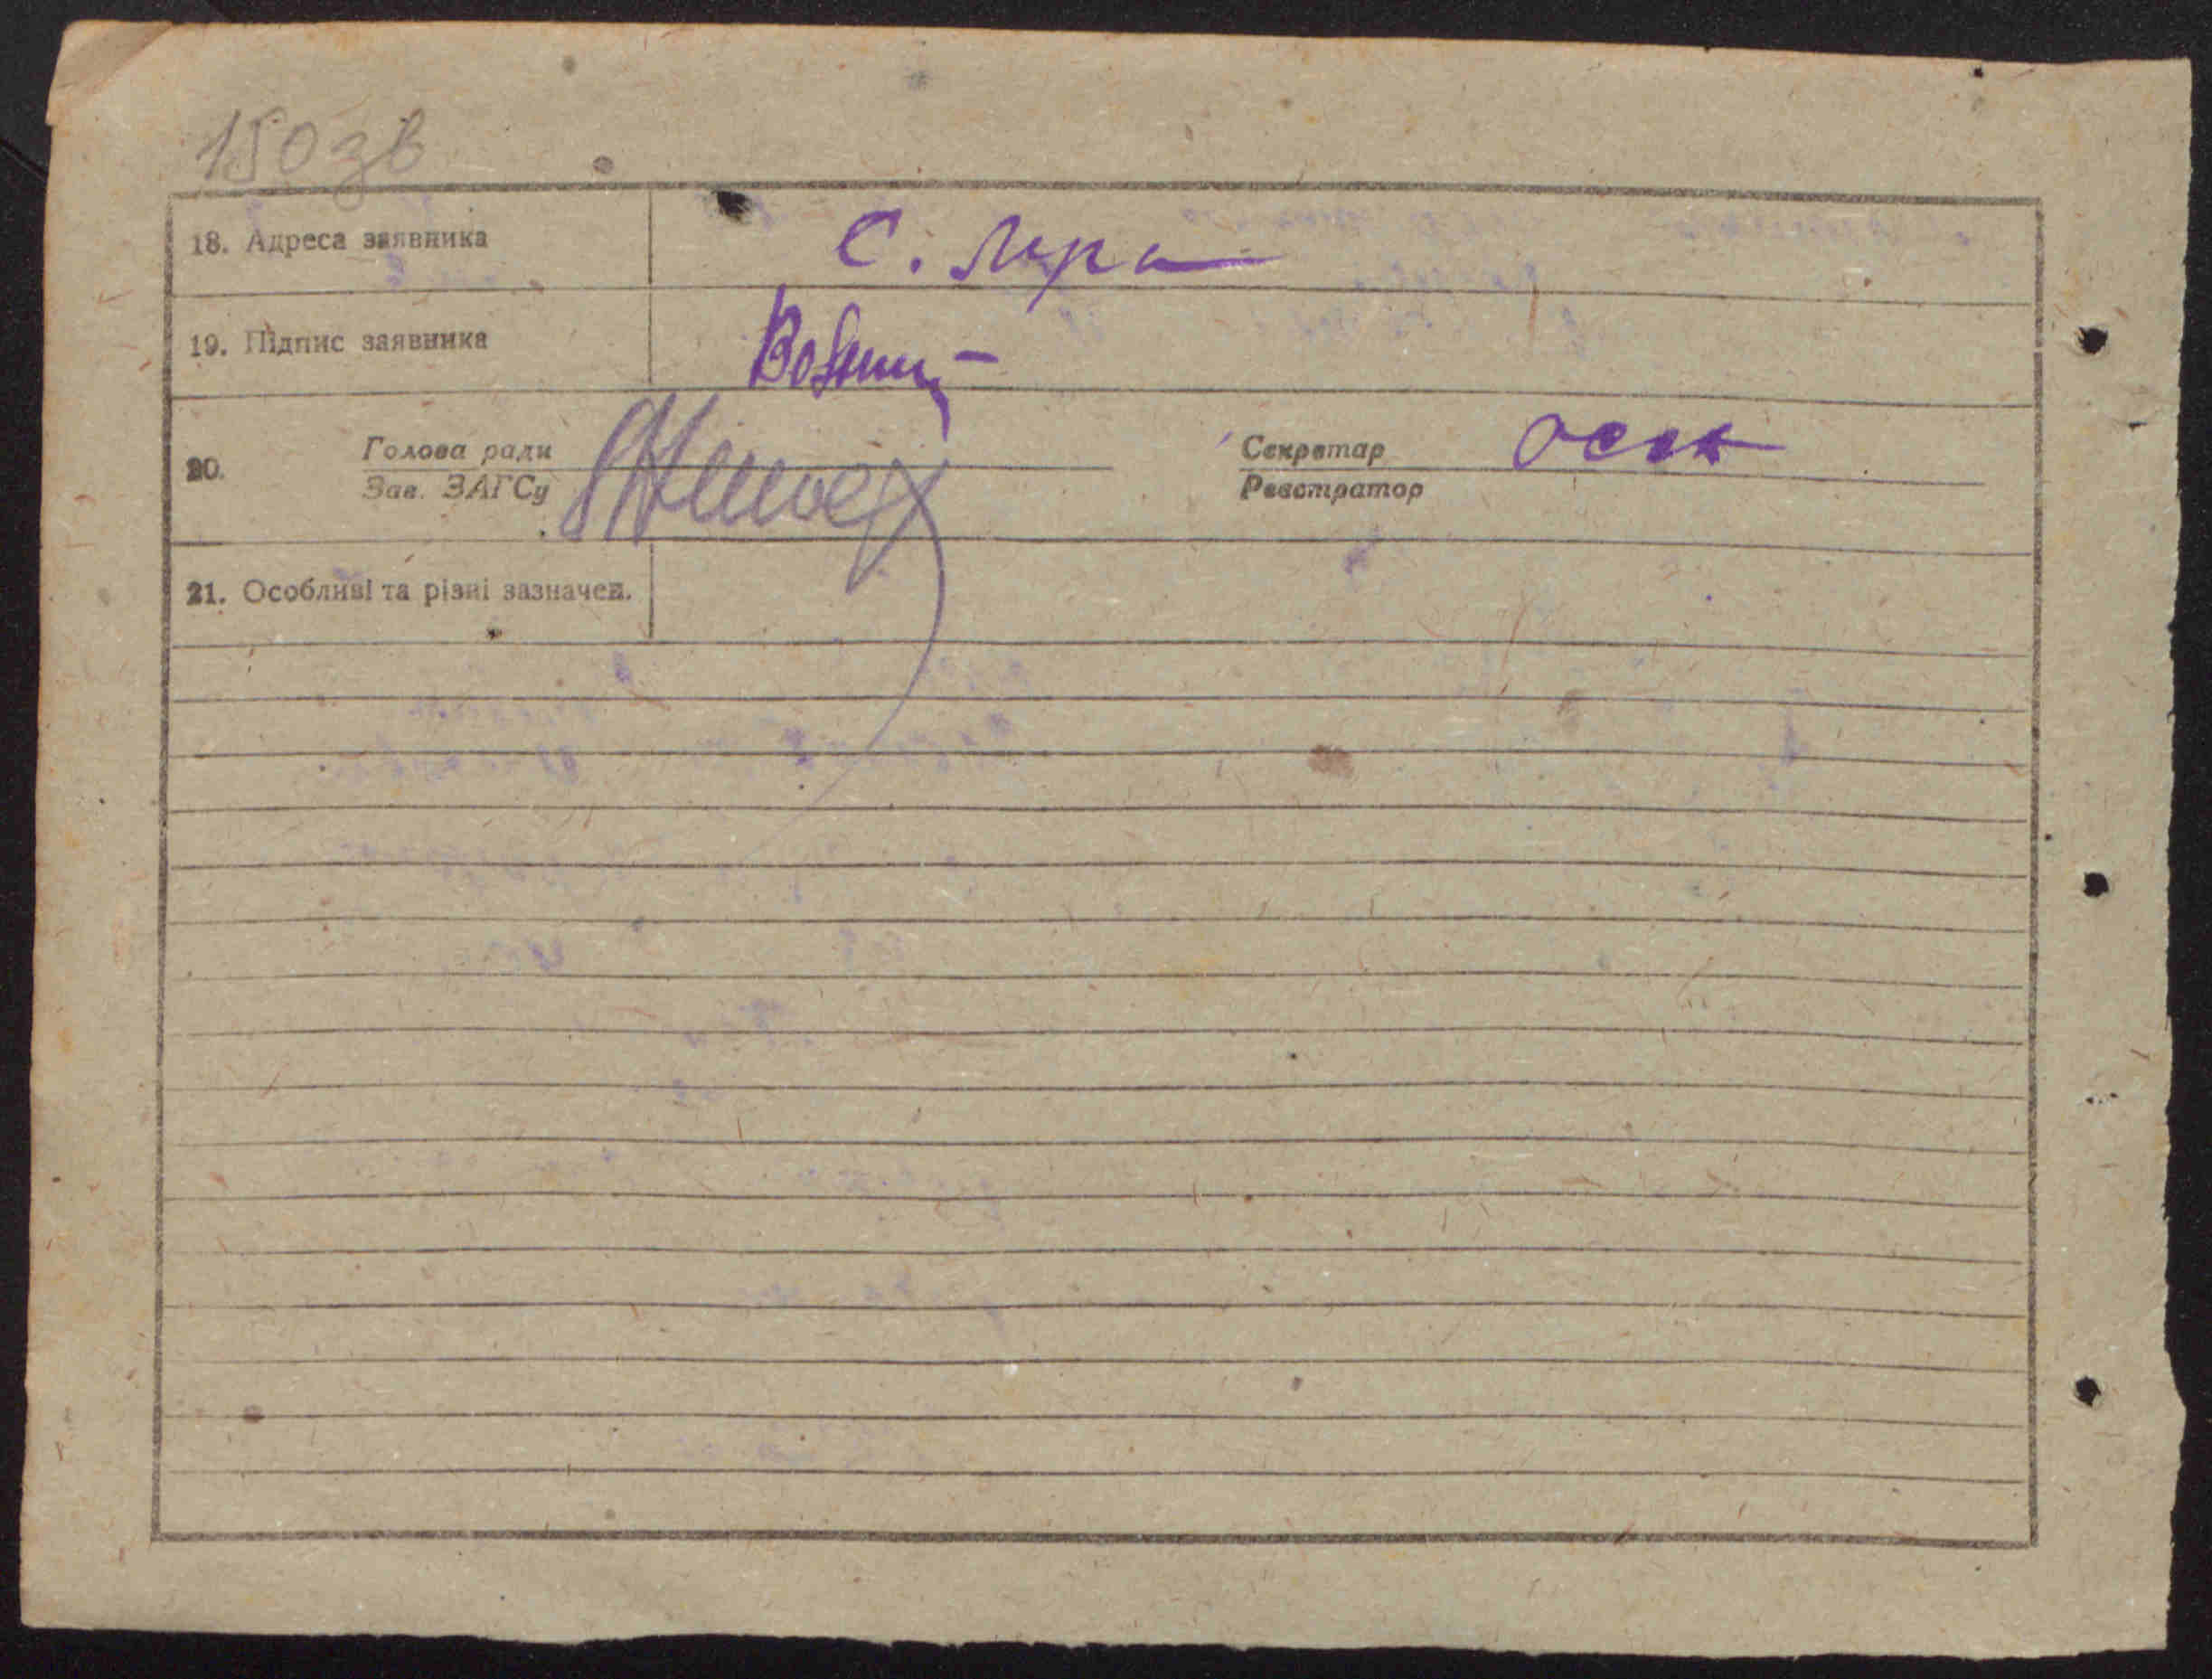 150зв
18. Адреса заявника С. Лура
19. Підпис заявника
20. Голова ради Секретар
Зав. ЗАГСу Реєстратор
21. Особливі та різні зазначен.